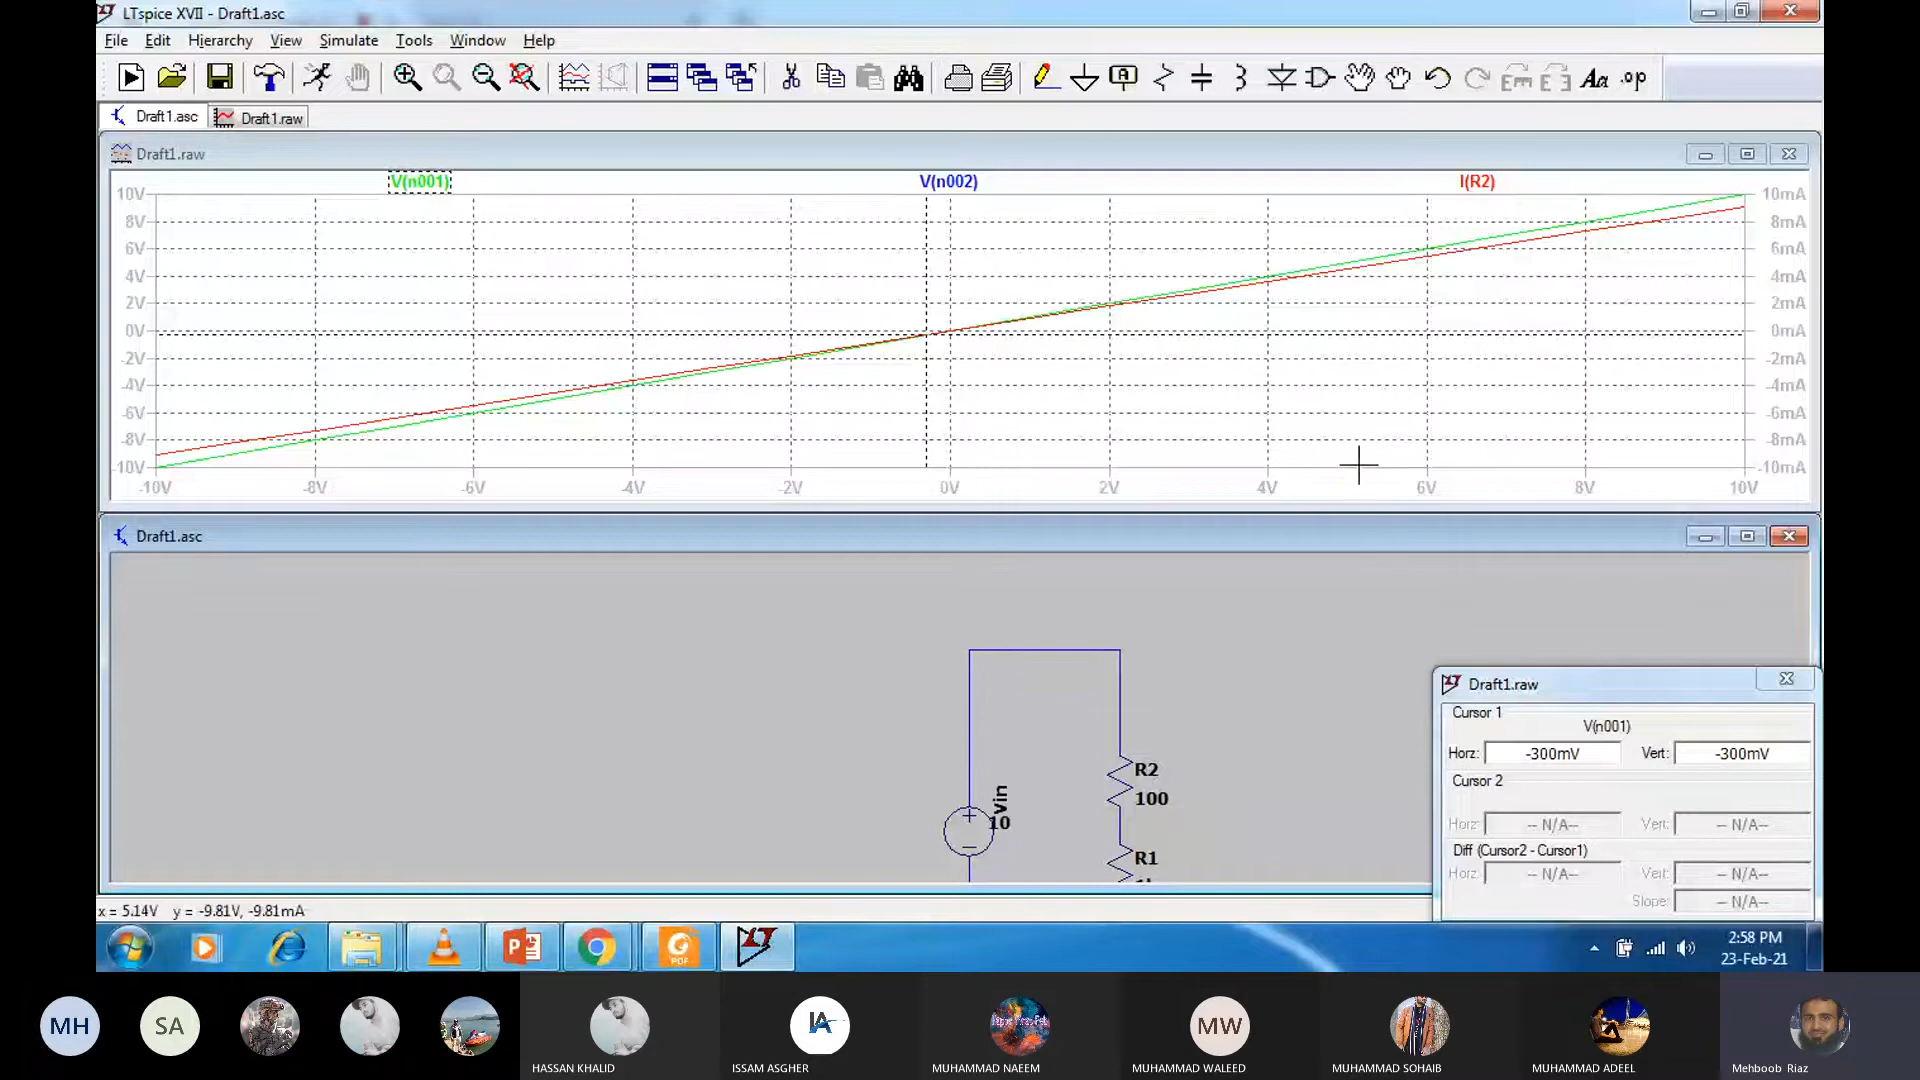 LTspice XVII - Draft1.asc
File Edit Hierarchy View Simulate Tools Window Help
Aa .op
Draft1.asc Draft1.raw
Draft1.raw
V(n001) V(n002) I(R2)
10V 10mA
8V 8mA
6V 6mA
4V 4mA
2V 2mA
0V 0mA
-2V -2mA
-4V -4mA
-6V -6mA
-8V -8mA
-10V -10mA
-10V -8V -6V -4V -2V 0V 2V 4V 6V 8V 10V
Draft1.asc
R2
100
Vin
10
R1
Draft1.raw
Cursor 1
V(n001)
Horz: -300mV Vert: -300mV
Cursor 2
Horz: -- N/A-- Vert: -- N/A--
Diff (Cursor2 - Cursor1)
Horz: -- N/A-- Vert: -- N/A--
Slope: -- N/A--
x = 5.14V y = -9.81V, -9.81mA
PDF
2:58 PM
23-Feb-21
MH SA IA MW
HASSAN KHALID ISSAM ASGHER MUHAMMAD NAEEM MUHAMMAD WALEED MUHAMMAD SOHAIB MUHAMMAD ADEEL Mehboob Riaz